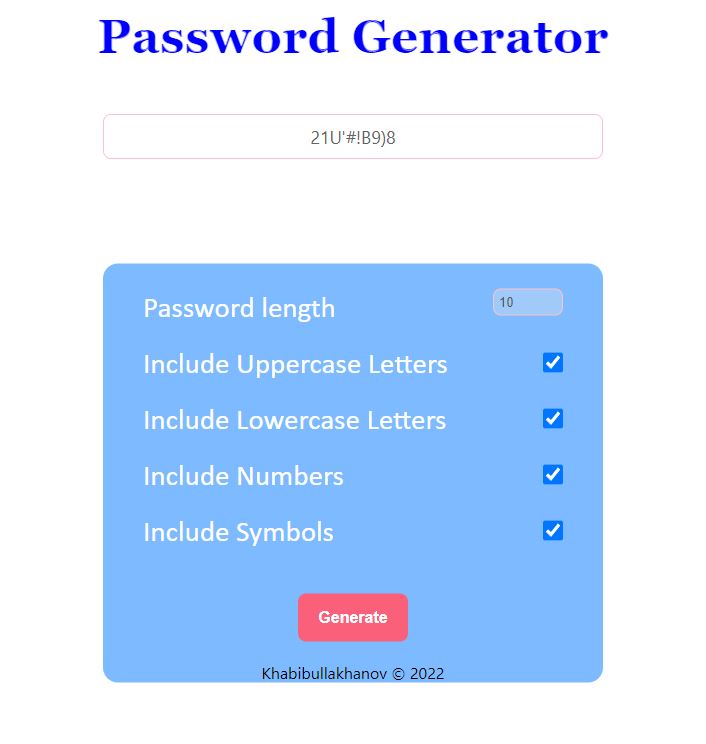 Password Generator
21U'#!B9)8
Password length
10
Include Uppercase Letters
Include Lowercase Letters
Include Numbers
Include Symbols
Generate
Khabibullakhanov © 2022